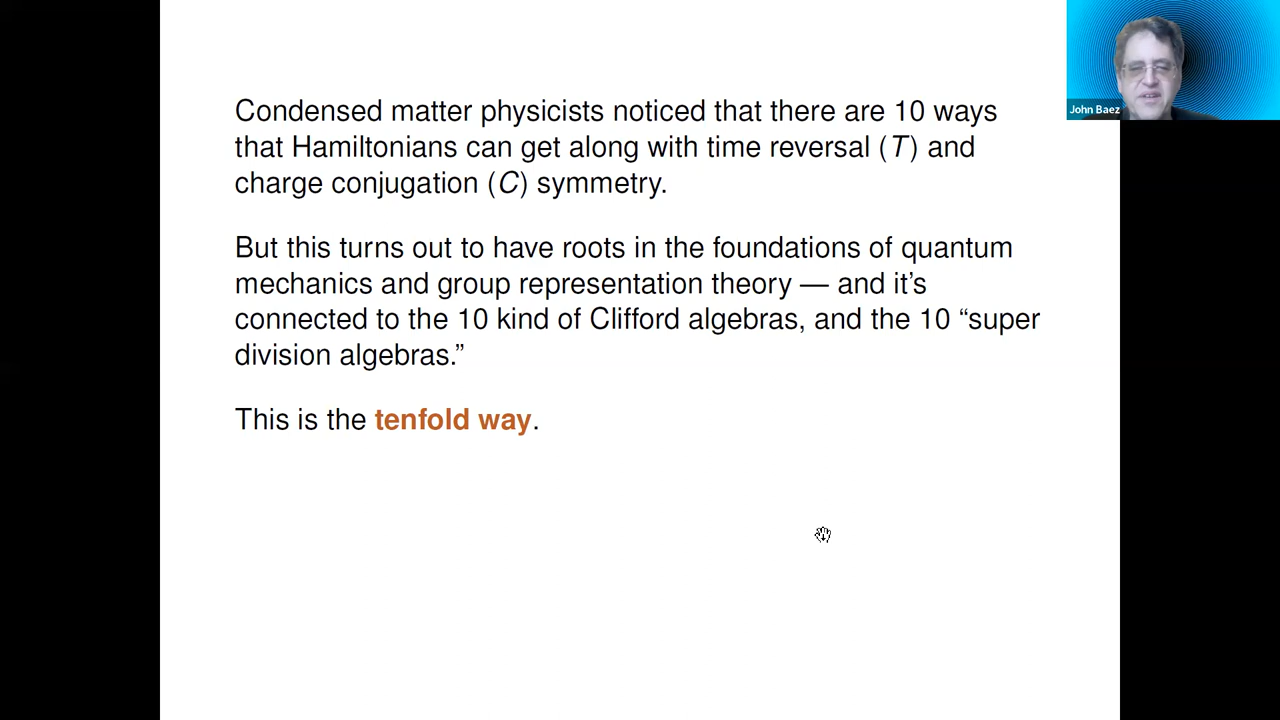 Condensed matter physicists noticed that there are 10 ways
that Hamiltonians can get along with time reversal (T) and
charge conjugation (C) symmetry.
But this turns out to have roots in the foundations of quantum
mechanics and group representation theory — and it's
connected to the 10 kind of Clifford algebras, and the 10 “super
division algebras.”
This is the tenfold way.
John Baez